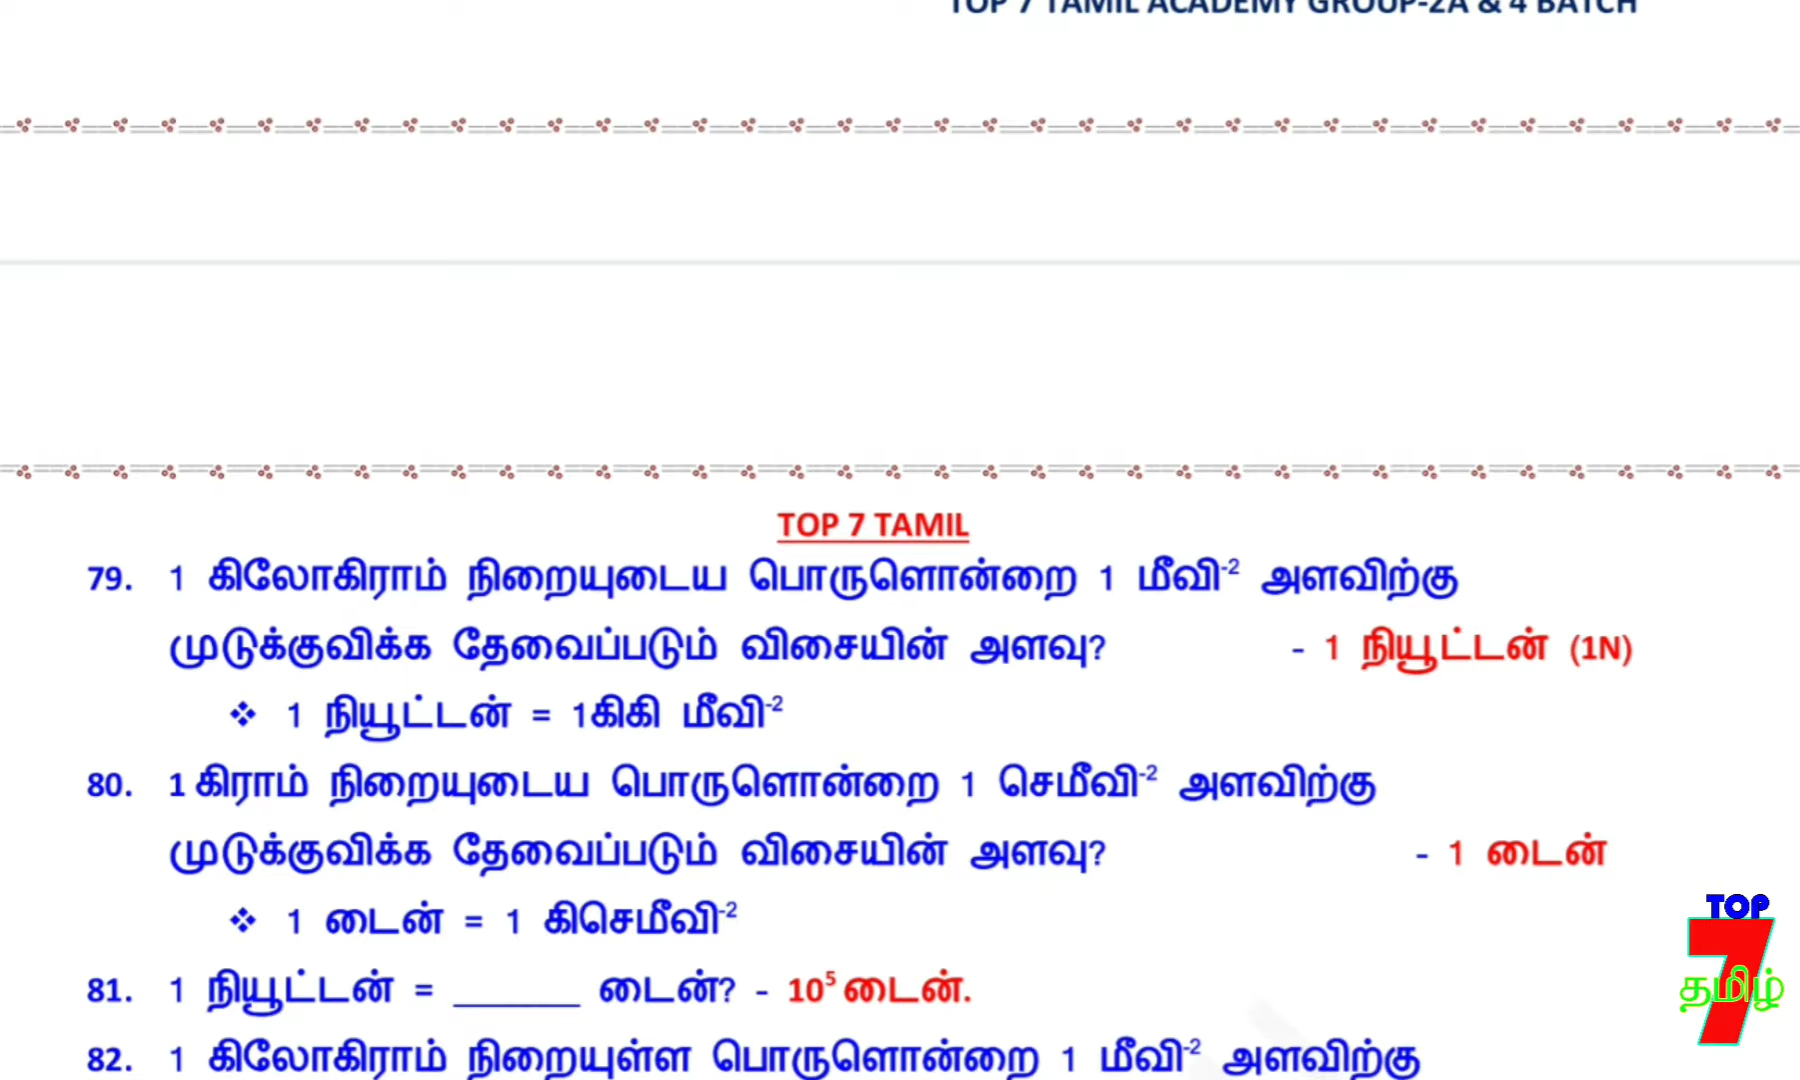 TOP 7 TAMIL ACADEMY GROUP-2A & 4 BATCH
TOP 7 TAMIL
79. 1 கிலோகிராம் நிறையுடைய பொருளொன்றை 1 மீவி⁻² அளவிற்கு
முடுக்குவிக்க தேவைப்படும் விசையின் அளவு? - 1 நியூட்டன் (1N)
❖ 1 நியூட்டன் = 1கிகி மீவி⁻²
80. 1 கிராம் நிறையுடைய பொருளொன்றை 1 செமீவி⁻² அளவிற்கு
முடுக்குவிக்க தேவைப்படும் விசையின் அளவு? - 1 டைன்
❖ 1 டைன் = 1 கிசெமீவி⁻²
81. 1 நியூட்டன் = ______ டைன்? - 10⁵ டைன்.
82. 1 கிலோகிராம் நிறையுள்ள பொருளொன்றை 1 மீவி⁻² அளவிற்கு
TOP
7
தமிழ்